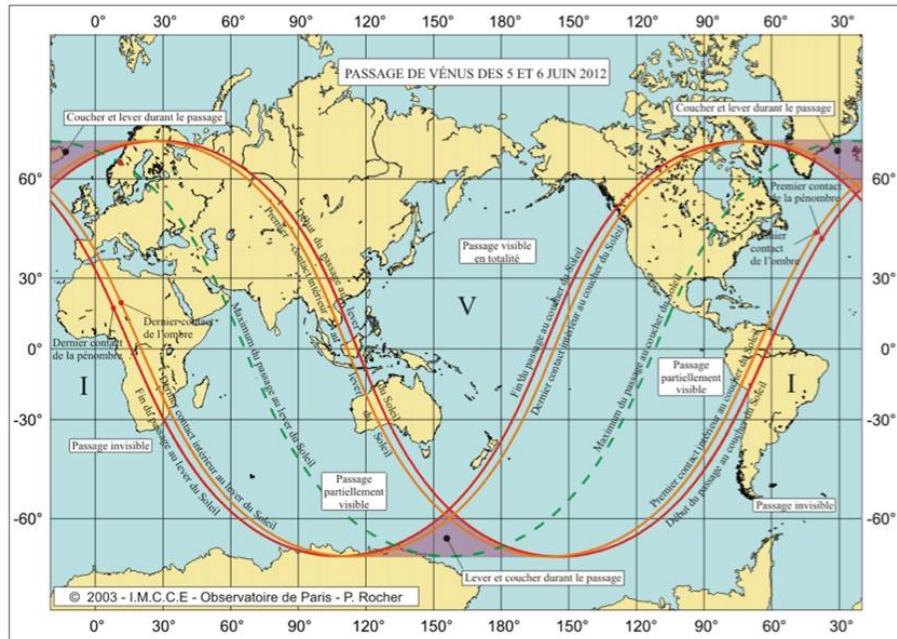 0° 30° 60° 90° 120° 150° 180° 150° 120° 90° 60° 30°
PASSAGE DE VÉNUS DES 5 ET 6 JUIN 2012
Coucher et lever durant le passage
Coucher et lever durant le passage
60°
60°
Premier contact
de la pénombre
Premier
contact
de l'ombre
Passage visible
en totalité
V
30°
30°
Début du passage au lever du Soleil
Premier contact intérieur au lever du Soleil
Fin du passage au coucher du Soleil
Dernier contact intérieur au coucher du Soleil
Maximum du passage au lever du Soleil
Maximum du passage au coucher du soleil
Dernier contact
de l'ombre
Dernier contact
de la pénombre
0°
0°
I
I
Passage
partiellement
visible
-30°
-30°
Passage invisible
Dernier contact intérieur au lever du Soleil
Fin du passage au lever du Soleil
Premier contact intérieur au coucher du Soleil
Début du passage au coucher du Soleil
Passage
partiellement
visible
Passage invisible
-60°
-60°
Lever et coucher durant le passage
© 2003 - I.M.C.C.E - Observatoire de Paris - P. Rocher
0° 30° 60° 90° 120° 150° 180° 150° 120° 90° 60° 30°